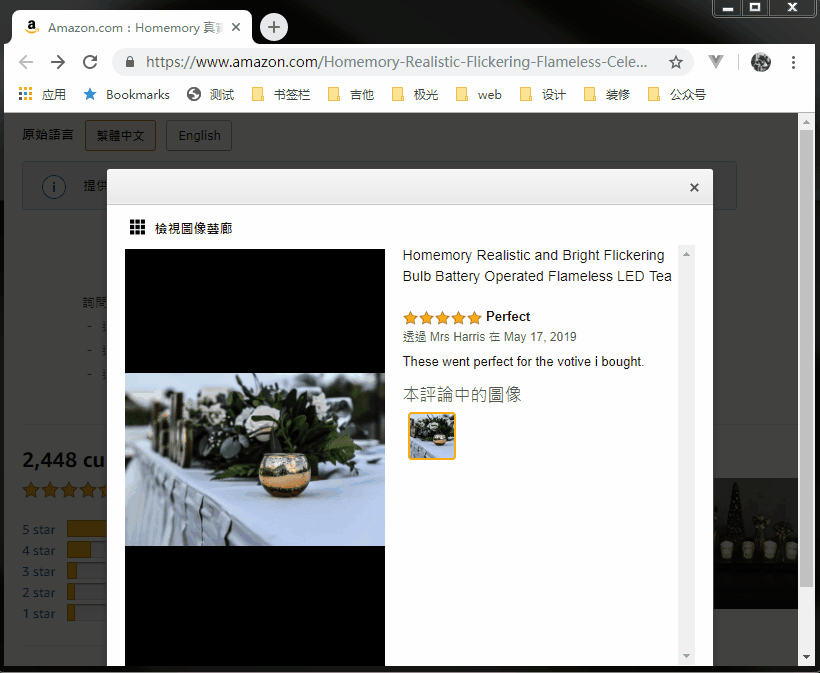 Amazon.com : Homemory 真
https://www.amazon.com/Homemory-Realistic-Flickering-Flameless-Cele...
应用 Bookmarks 测试 书签栏 吉他 极光 web 设计 装修 公众号
原始語言 繁體中文 English
提供
檢視圖像藝廊
Homemory Realistic and Bright Flickering
Bulb Battery Operated Flameless LED Tea
詢問
Perfect
透過 Mrs Harris 在 May 17, 2019
These went perfect for the votive i bought.
本評論中的圖像
2,448 cu
5 star
4 star
3 star
2 star
1 star